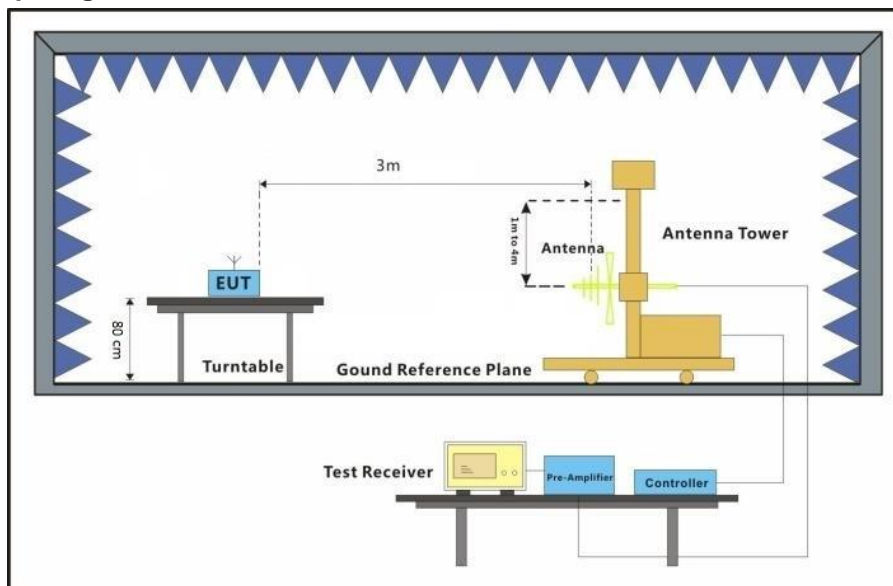 3m
1m to 4m
Antenna
Antenna Tower
EUT
80 cm
Turntable
Gound Reference Plane
Test Receiver
Pre-Amplifier
Controller